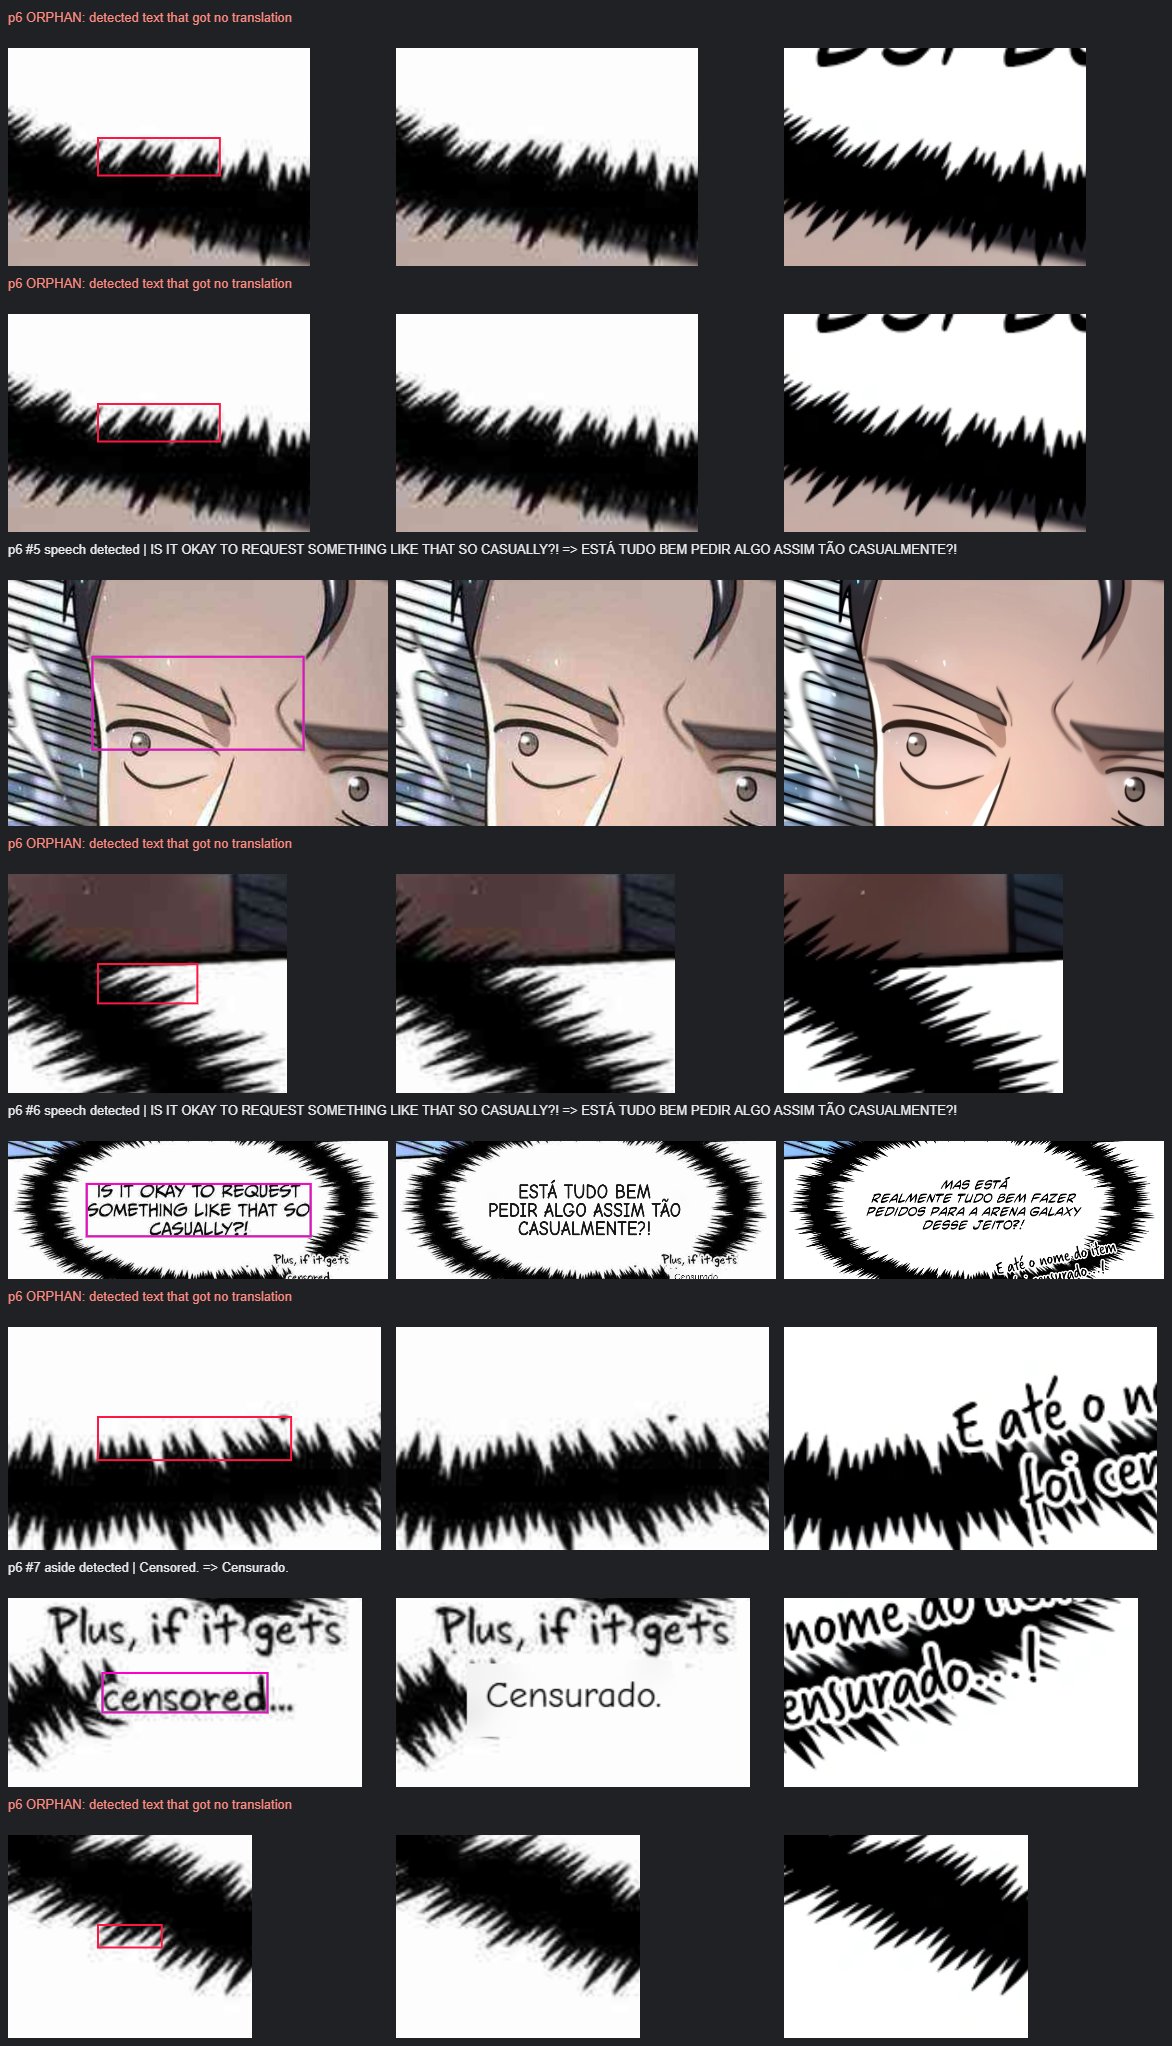 p6 ORPHAN: detected text that got no translation
p6 ORPHAN: detected text that got no translation
p6 #5 speech detected | IS IT OKAY TO REQUEST SOMETHING LIKE THAT SO CASUALLY?! => ESTÁ TUDO BEM PEDIR ALGO ASSIM TÃO CASUALMENTE?!
p6 ORPHAN: detected text that got no translation
p6 #6 speech detected | IS IT OKAY TO REQUEST SOMETHING LIKE THAT SO CASUALLY?! => ESTÁ TUDO BEM PEDIR ALGO ASSIM TÃO CASUALMENTE?!
IS IT OKAY TO REQUEST
SOMETHING LIKE THAT SO
CASUALLY?!
Plus, if it gets
censored
ESTÁ TUDO BEM
PEDIR ALGO ASSIM TÃO
CASUALMENTE?!
Plus, if it gets
Censurado
MAS ESTÁ
REALMENTE TUDO BEM FAZER
PEDIDOS PARA A ARENA GALAXY
DESSE JEITO?!
E até o nome do item
p6 ORPHAN: detected text that got no translation
E até o n
foi cen
p6 #7 aside detected | Censored. => Censurado.
Plus, if it gets
censored...
Plus, if it gets
Censurado.
nome do item
ensurado...!
p6 ORPHAN: detected text that got no translation